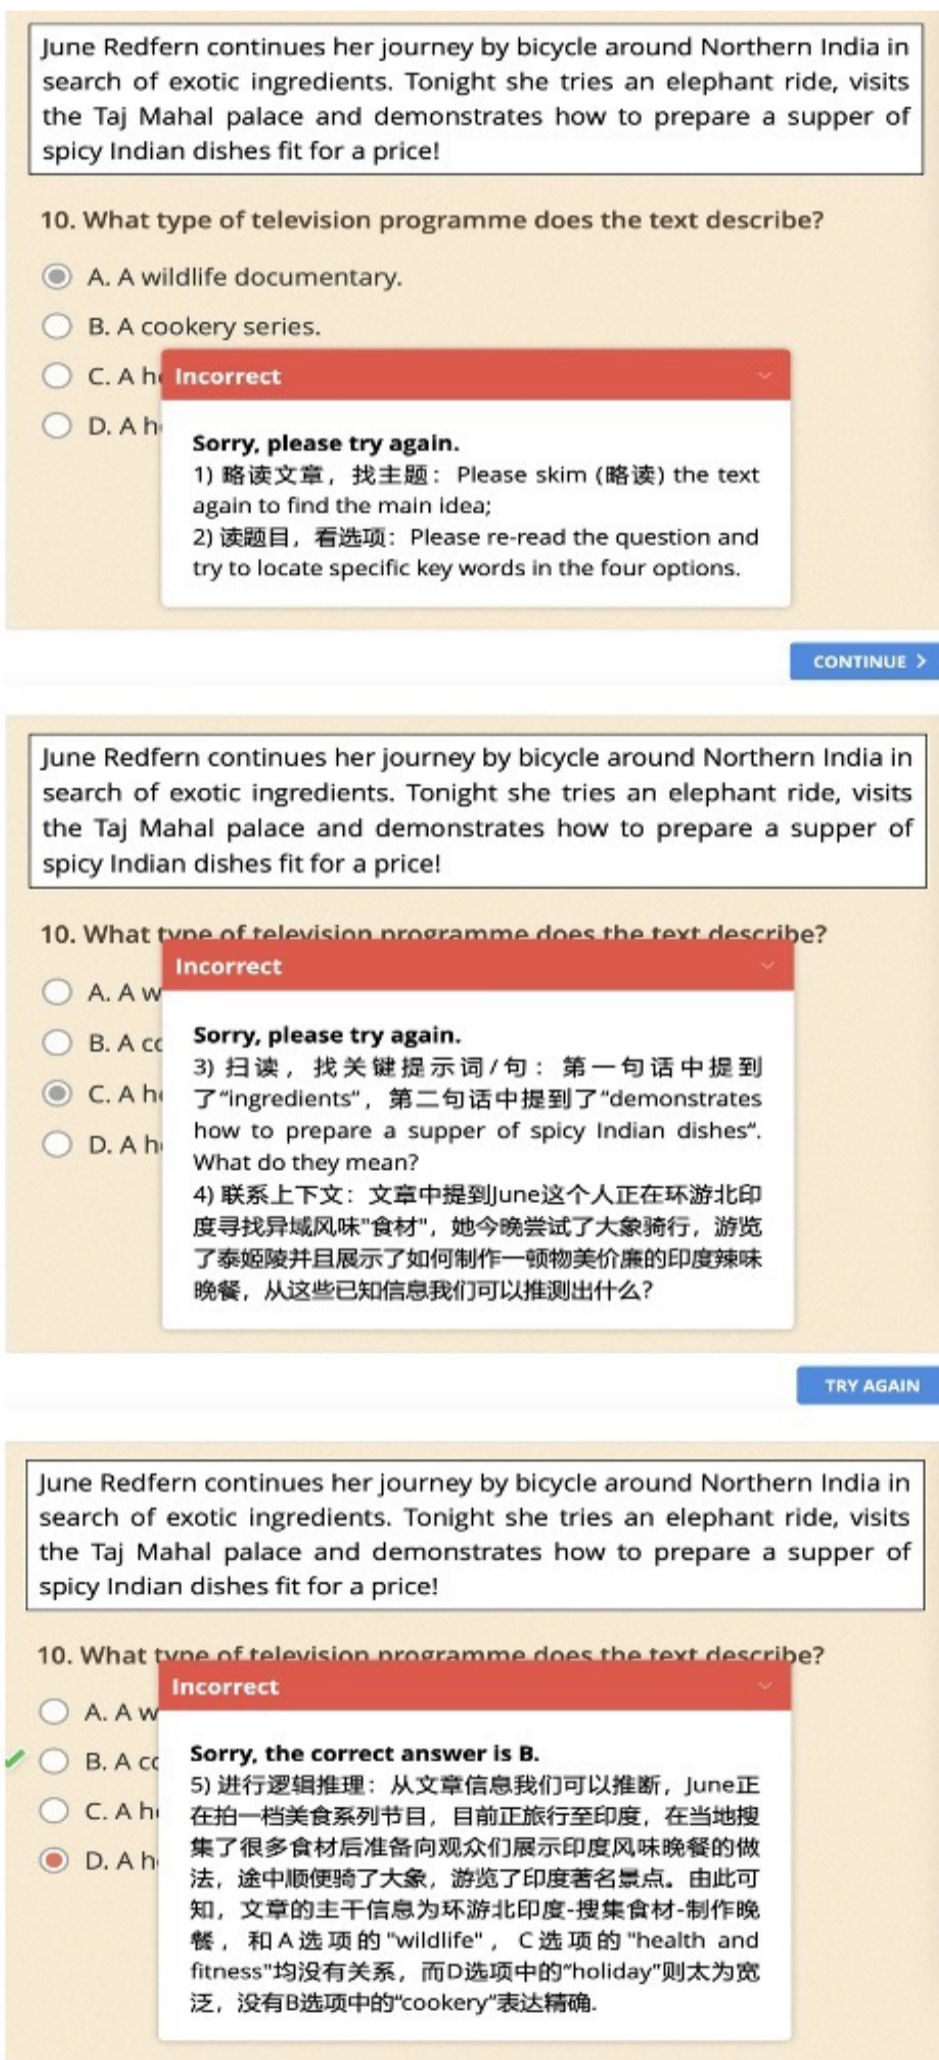 June Redfern continues her journey by bicycle around Northern India in
search of exotic ingredients. Tonight she tries an elephant ride, visits
the Taj Mahal palace and demonstrates how to prepare a supper of
spicy Indian dishes fit for a price!
10. What type of television programme does the text describe?
A. A wildlife documentary.
B. A cookery series.
C. A he
D. A h
Incorrect
Sorry, please try again.
1) 略读文章，找主题：Please skim (略读) the text
again to find the main idea;
2) 读题目，看选项：Please re-read the question and
try to locate specific key words in the four options.
CONTINUE >
June Redfern continues her journey by bicycle around Northern India in
search of exotic ingredients. Tonight she tries an elephant ride, visits
the Taj Mahal palace and demonstrates how to prepare a supper of
spicy Indian dishes fit for a price!
10. What type of television programme does the text describe?
Incorrect
A. A w
B. A co
C. A he
D. A h
Sorry, please try again.
3) 扫读，找关键提示词/句：第一句话中提到
了“ingredients“，第二句话中提到了“demonstrates
how to prepare a supper of spicy Indian dishes“.
What do they mean?
4) 联系上下文：文章中提到June这个人正在环游北印
度寻找异域风味"食材"，她今晚尝试了大象骑行，游览
了泰姬陵并且展示了如何制作一顿物美价廉的印度辣味
晚餐，从这些已知信息我们可以推测出什么?
TRY AGAIN
June Redfern continues her journey by bicycle around Northern India in
search of exotic ingredients. Tonight she tries an elephant ride, visits
the Taj Mahal palace and demonstrates how to prepare a supper of
spicy Indian dishes fit for a price!
10. What type of television programme does the text describe?
Incorrect
A. A w
B. A co
C. A he
D. A h
Sorry, the correct answer is B.
5) 进行逻辑推理：从文章信息我们可以推断，June正
在拍一档美食系列节目，目前正旅行至印度，在当地搜
集了很多食材后准备向观众们展示印度风味晚餐的做
法，途中顺便骑了大象，游览了印度著名景点。由此可
知，文章的主干信息为环游北印度-搜集食材-制作晚
餐，和A选项的"wildlife"，C选项的"health and
fitness"均没有关系，而D选项中的“holiday”则太为宽
泛，没有B选项中的“cookery“表达精确.